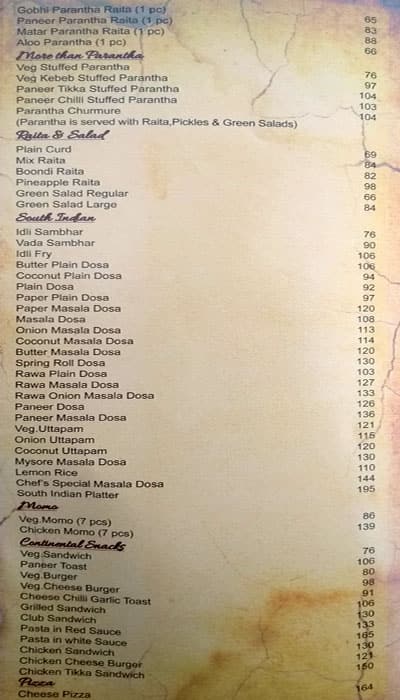 Gobhi Parantha Raita (1 pc) 65
Paneer Parantha Raita (1 pc) 83
Matar Parantha Raita (1 pc) 88
Aloo Parantha (1 pc) 66
More than Parantha
Veg Stuffed Parantha 76
Veg Kebeb Stuffed Parantha 97
Paneer Tikka Stuffed Parantha 104
Paneer Chilli Stuffed Parantha 103
Parantha Churmure 104
(Parantha is served with Raita,Pickles & Green Salads)
Raita & Salad
Plain Curd 69
Mix Raita 84
Boondi Raita 82
Pineapple Raita 98
Green Salad Regular 66
Green Salad Large 84
South Indian
Idli Sambhar 76
Vada Sambhar 90
Idli Fry 106
Butter Plain Dosa 106
Coconut Plain Dosa 94
Plain Dosa 92
Paper Plain Dosa 97
Paper Masala Dosa 120
Masala Dosa 108
Onion Masala Dosa 113
Coconut Masala Dosa 114
Butter Masala Dosa 120
Spring Roll Dosa 130
Rawa Plain Dosa 103
Rawa Masala Dosa 127
Rawa Onion Masala Dosa 133
Paneer Dosa 126
Paneer Masala Dosa 136
Veg.Uttapam 121
Onion Uttapam 115
Coconut Uttapam 120
Mysore Masala Dosa 130
Lemon Rice 110
Chef's Special Masala Dosa 144
South Indian Platter 195
Momo
Veg.Momo (7 pcs) 86
Chicken Momo (7 pcs) 139
Continental Snacks
Veg.Sandwich 76
Paneer Toast 106
Veg.Burger 80
Veg.Cheese Burger 98
Cheese Chilli Garlic Toast 91
Grilled Sandwich 106
Club Sandwich 130
Pasta in Red Sauce 133
Pasta in white Sauce 165
Chicken Sandwich 130
Chicken Cheese Burger 121
Chicken Tikka Sandwich 150
Pizza
Cheese Pizza 164